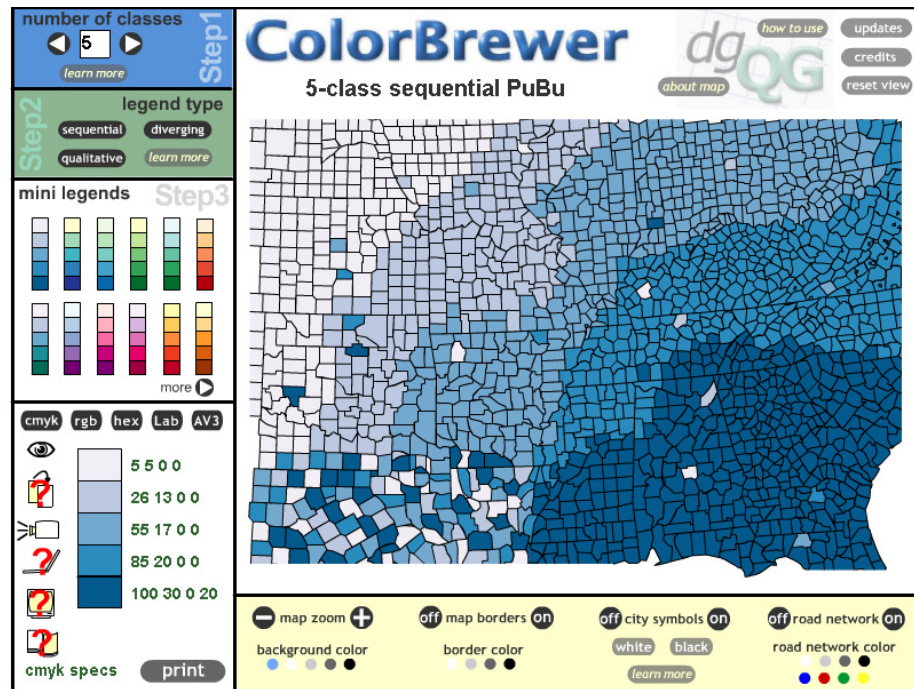 number of classes
5
learn more
Step1
Step2
legend type
sequential
diverging
qualitative
learn more
mini legends
Step3
more
cmyk
rgb
hex
Lab
AV3
5 5 0 0
26 13 0 0
55 17 0 0
85 20 0 0
100 30 0 20
?
?
?
?
cmyk specs
print
ColorBrewer
5-class sequential PuBu
dg
QG
how to use
about map
updates
credits
reset view
map zoom
off map borders on
off city symbols on
off road network on
background color
border color
white
black
learn more
road network color